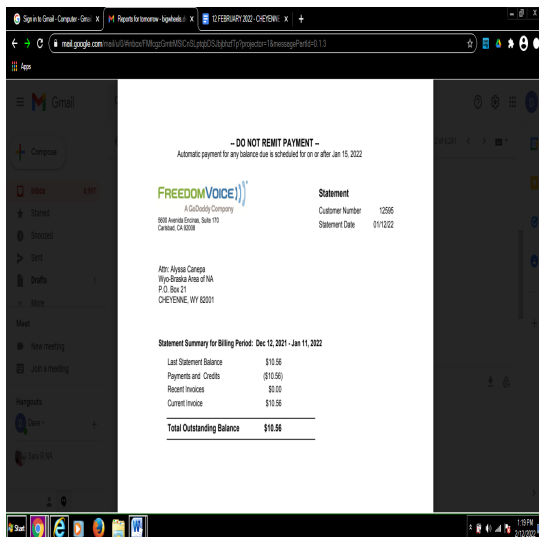 Sign in to Gmail - Computer - Gmai X
M Reports for tomorrow - bigwheels.al X
12 FEBRUARY 2022 - CHEYENNE X
Apps
Gmail
Compose
Inbox
Starred
Snoozed
Sent
Drafts
More
Meet
New meeting
Join a meeting
Hangouts
Dave
-- DO NOT REMIT PAYMENT --
Automatic payment for any balance due is scheduled for on or after Jan 15, 2022
FREEDOMVOICE
A GoDaddy Company
5600 Avenida Encinas, Suite 170
Carlsbad, CA 92008
Statement
Customer Number 12595
Statement Date 01/12/22
Attn: Alyssa Canepa
Wyo-Braska Area of NA
P.O. Box 21
CHEYENNE, WY 82001
Statement Summary for Billing Period: Dec 12, 2021 - Jan 11, 2022
Last Statement Balance $10.56
Payments and Credits ($10.56)
Recent Invoices $0.00
Current Invoice $10.56
Total Outstanding Balance $10.56
Start
1:19 PM
2/12/2022